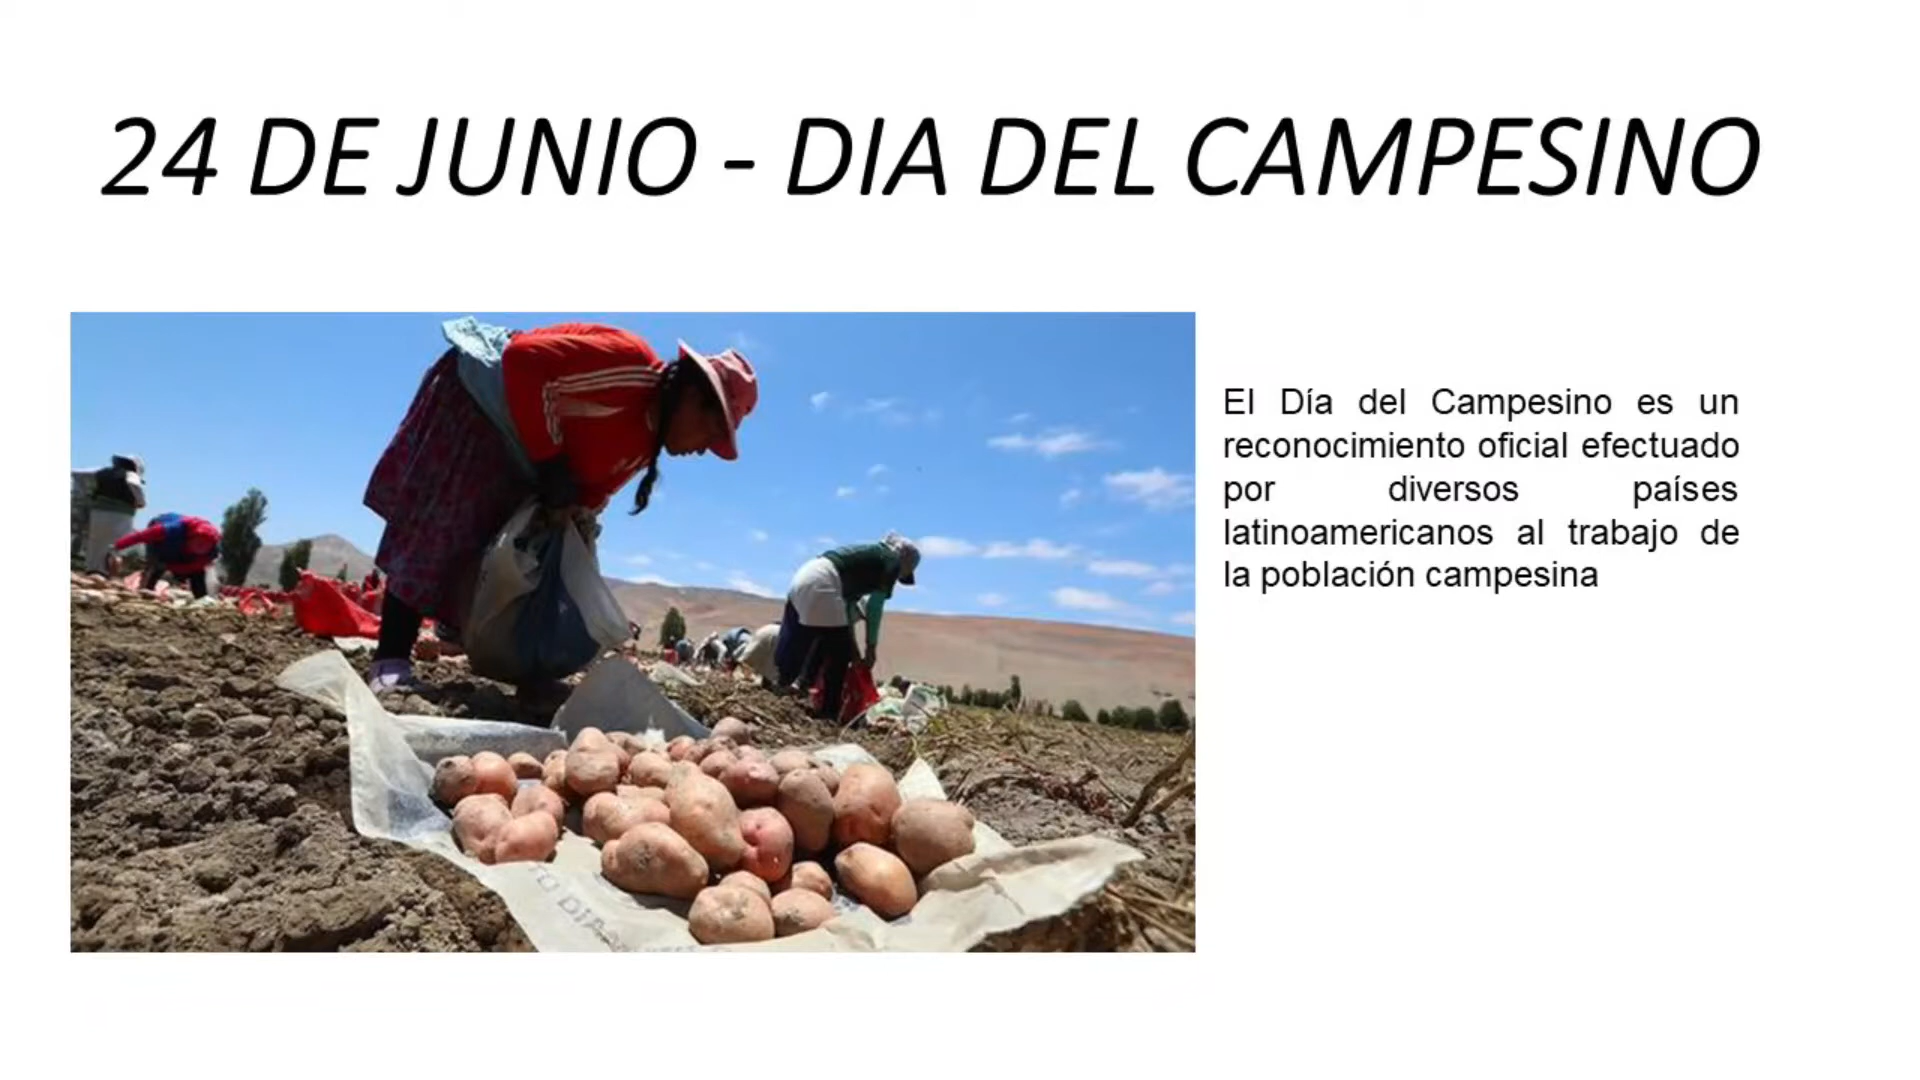 24 DE JUNIO - DIA DEL CAMPESINO
El Día del Campesino es un
reconocimiento oficial efectuado
por diversos países
latinoamericanos al trabajo de
la población campesina